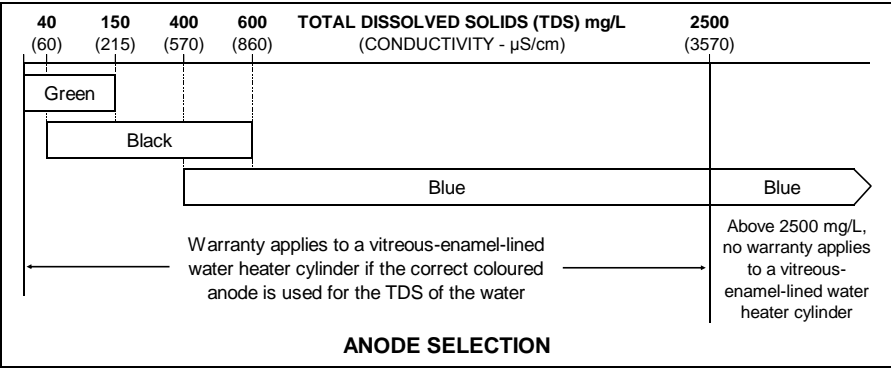 40 150 400 600 TOTAL DISSOLVED SOLIDS (TDS) mg/L 2500
(60) (215) (570) (860) (CONDUCTIVITY - µS/cm) (3570)
Green
Black
Blue Blue
Warranty applies to a vitreous-enamel-lined
water heater cylinder if the correct coloured
anode is used for the TDS of the water
Above 2500 mg/L,
no warranty applies
to a vitreous-
enamel-lined water
heater cylinder
ANODE SELECTION